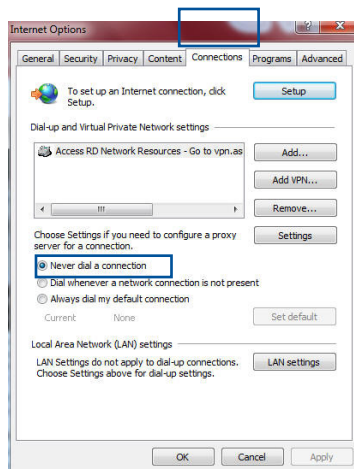 Internet Options
General Security Privacy Content Connections Programs Advanced
To set up an Internet connection, click
Setup.
Setup
Dial-up and Virtual Private Network settings
Access RD Network Resources - Go to vpn.as
Add...
Add VPN...
Remove...
Choose Settings if you need to configure a proxy
server for a connection.
Settings
Never dial a connection
Dial whenever a network connection is not present
Always dial my default connection
Current None
Set default
Local Area Network (LAN) settings
LAN Settings do not apply to dial-up connections.
Choose Settings above for dial-up settings.
LAN settings
OK Cancel Apply